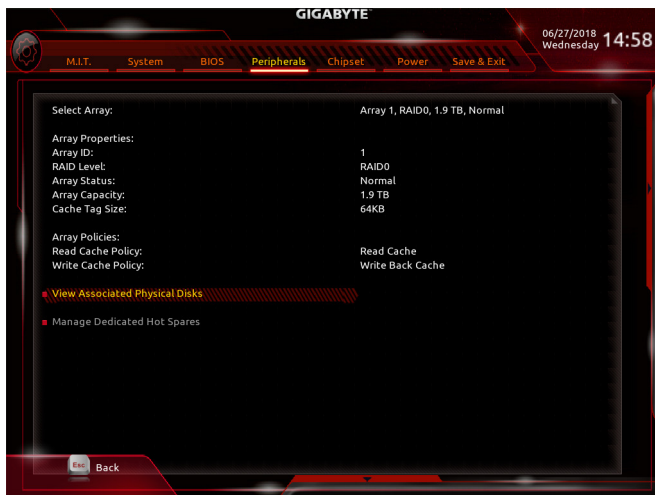 GIGABYTE
06/27/2018
Wednesday
14:58
M.I.T. System BIOS Peripherals Chipset Power Save & Exit
Select Array: Array 1, RAID0, 1.9 TB, Normal
Array Properties:
Array ID: 1
RAID Level: RAID0
Array Status: Normal
Array Capacity: 1.9 TB
Cache Tag Size: 64KB
Array Policies:
Read Cache Policy: Read Cache
Write Cache Policy: Write Back Cache
View Associated Physical Disks
Manage Dedicated Hot Spares
Esc Back